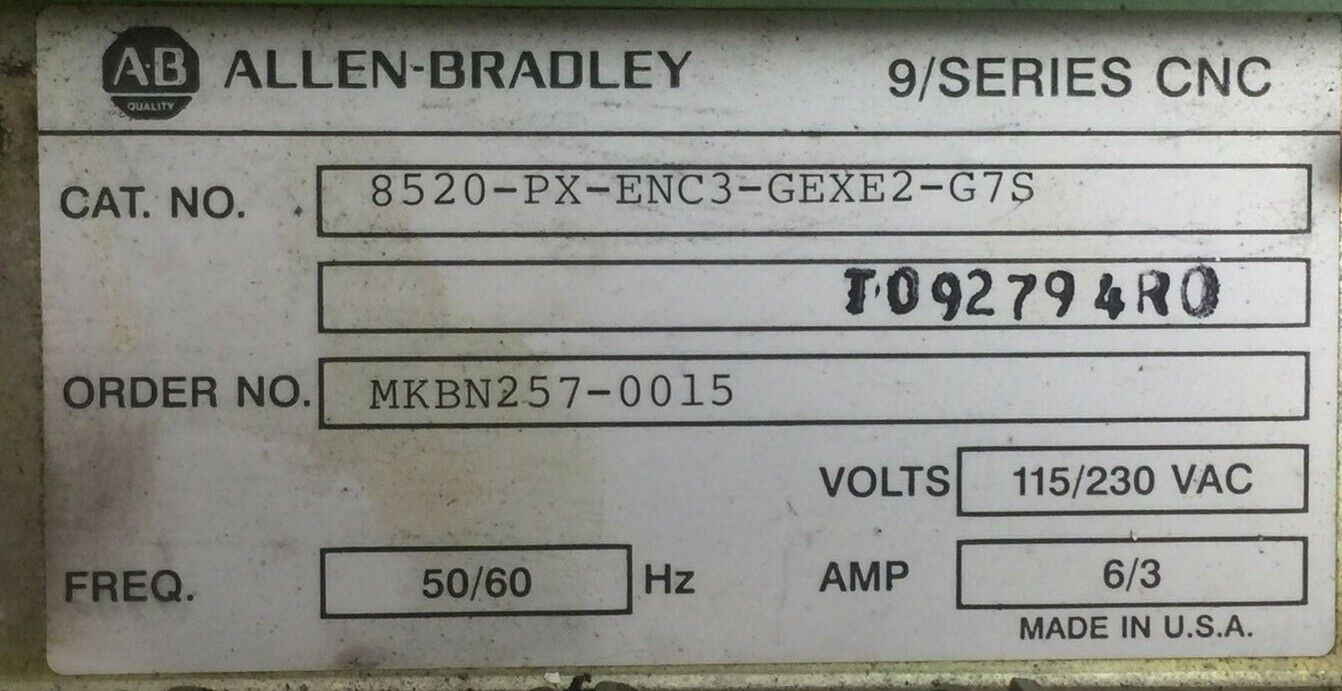 A·B QUALITY ALLEN-BRADLEY 9/SERIES CNC
CAT. NO. 8520-PX-ENC3-GEXE2-G7S
T092794R0
ORDER NO. MKBN257-0015
VOLTS 115/230 VAC
FREQ. 50/60 Hz AMP 6/3
MADE IN U.S.A.